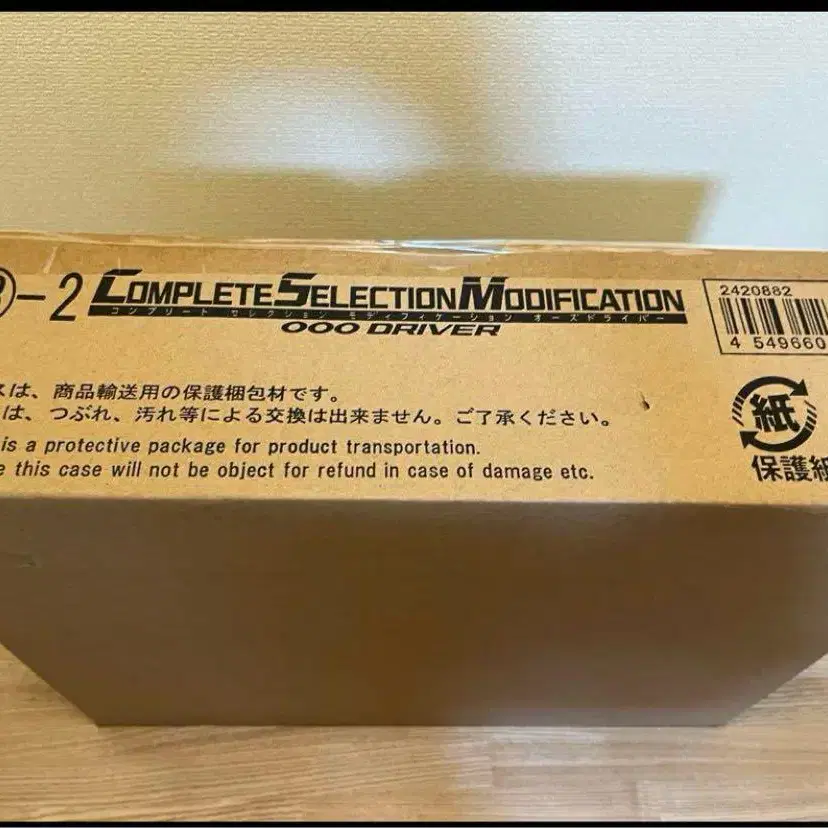 -2 COMPLETE SELECTION MODIFICATION
コンプリート セレクション モディフィケーション オーズドライバー
OOO DRIVER
2420882
4 549660
スは、商品輸送用の保護梱包材です。
は、つぶれ、汚れ等による交換は出来ません。ご了承ください。
is a protective package for product transportation.
this case will not be object for refund in case of damage etc.
紙
保護紙